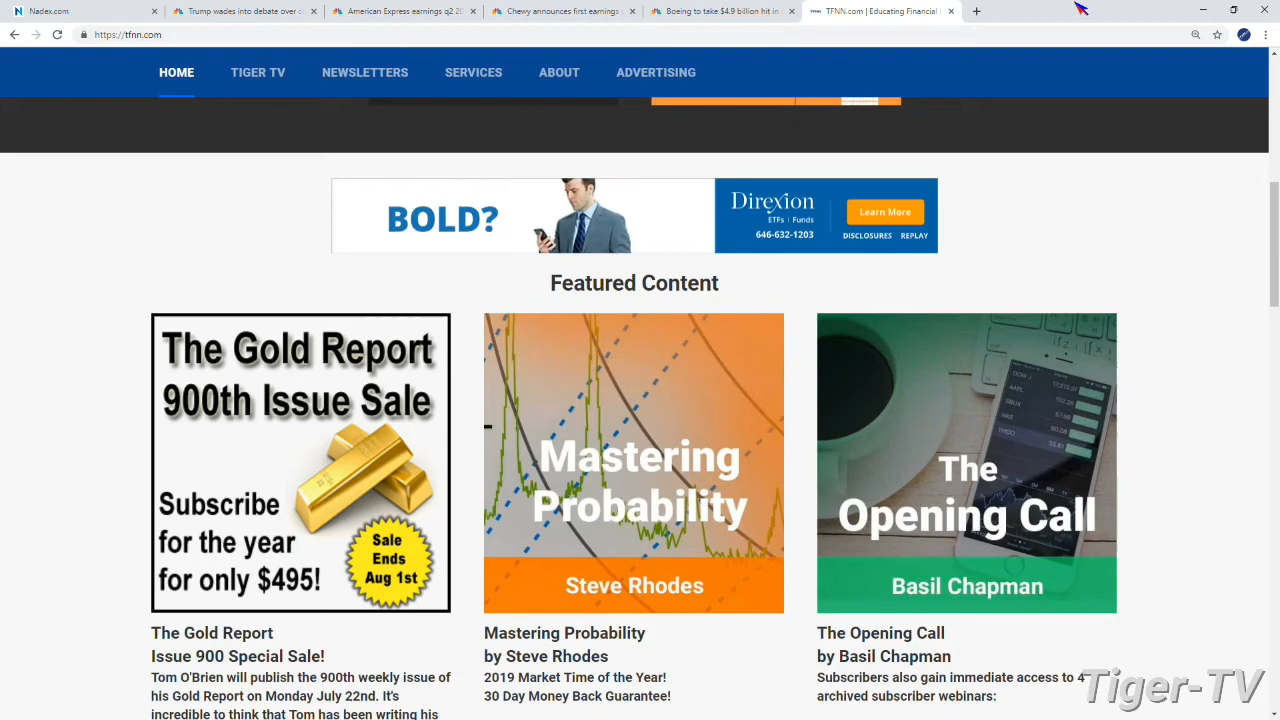 Nadex.com
Trump wades into debate over c
American Express earnings q2 20
Chewy announces first earnings s
Boeing to take $4.9 billion hit in
TFNN.com | Educating Financial
https://tfnn.com
HOME
TIGER TV
NEWSLETTERS
SERVICES
ABOUT
ADVERTISING
BOLD?
Direxion
ETFs | Funds
646-632-1203
Learn More
DISCLOSURES
REPLAY
Featured Content
The Gold Report
900th Issue Sale
Subscribe
for the year
for only $495!
Sale
Ends
Aug 1st
Mastering
Probability
Steve Rhodes
DOW J
AAPL
SBUX
NKE
YHOO
The
Opening Call
Basil Chapman
The Gold Report
Issue 900 Special Sale!
Tom O'Brien will publish the 900th weekly issue of
his Gold Report on Monday July 22nd. It's
incredible to think that Tom has been writing his
Mastering Probability
by Steve Rhodes
2019 Market Time of the Year!
30 Day Money Back Guarantee!
The Opening Call
by Basil Chapman
Subscribers also gain immediate access to 4
archived subscriber webinars:
Tiger-TV